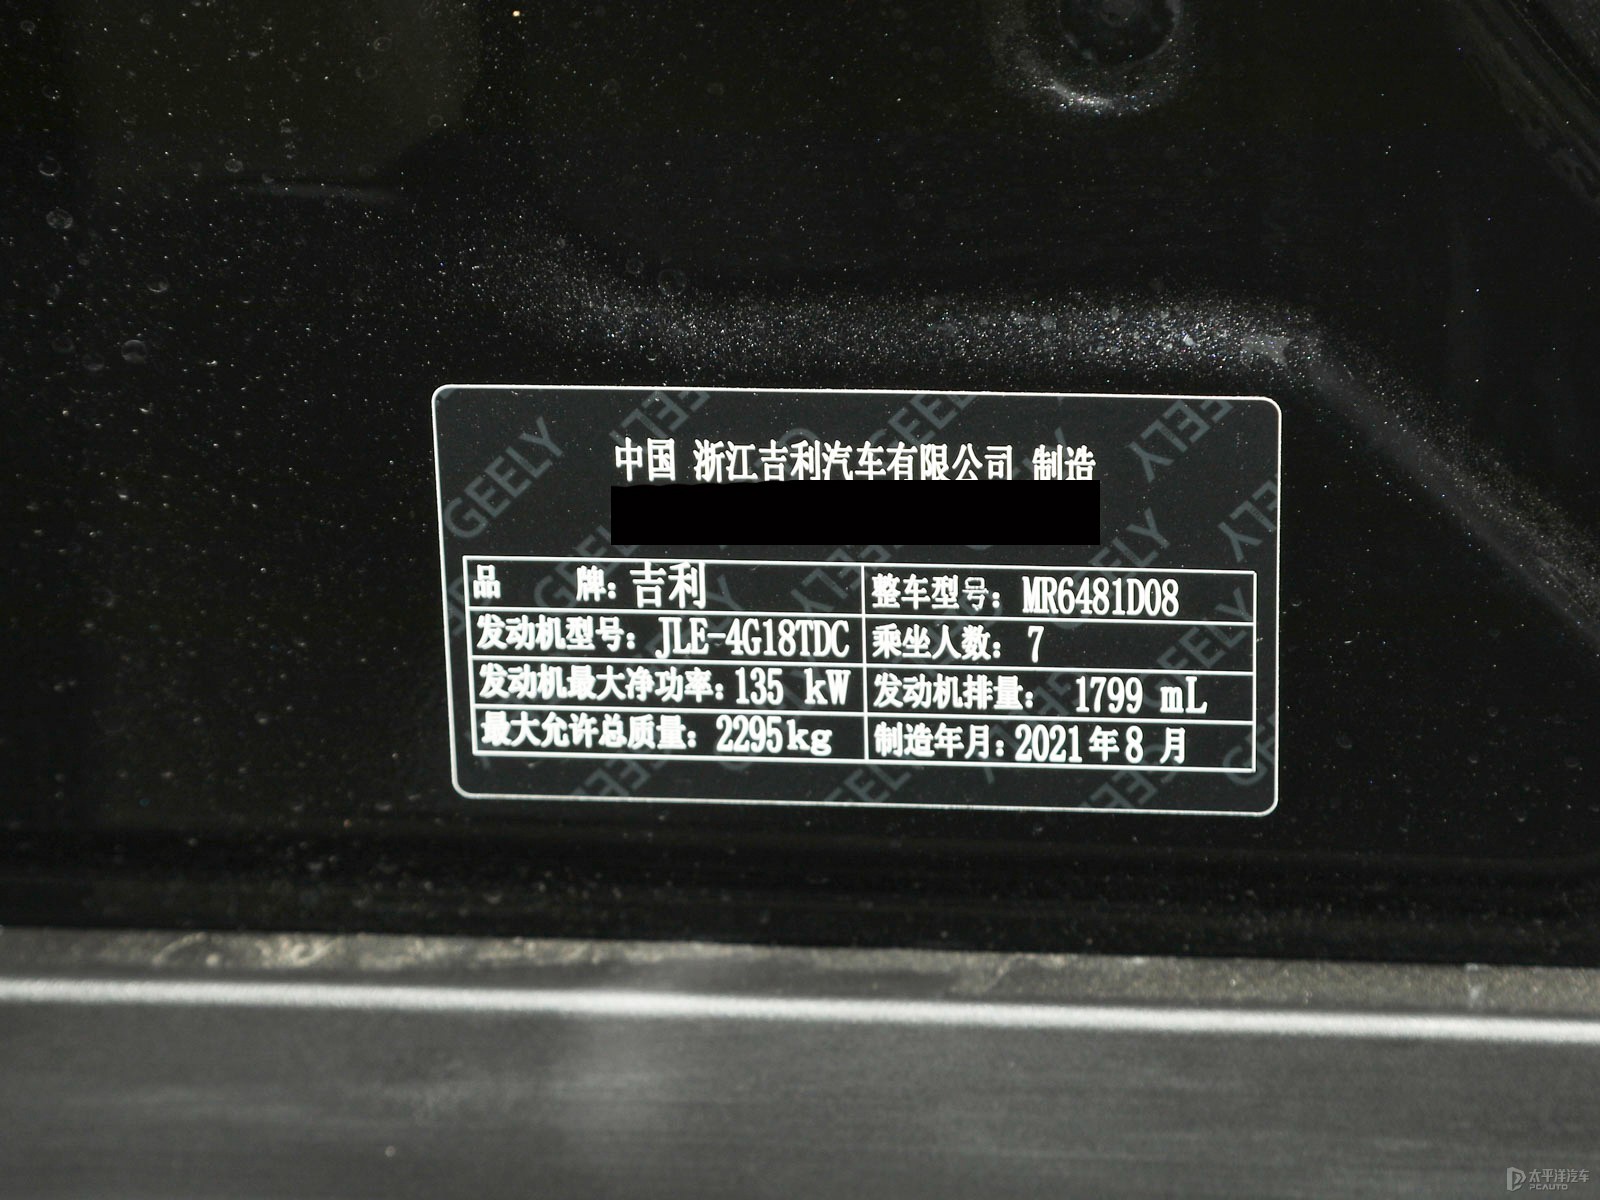 中国 浙江吉利汽车有限公司 制造
品 牌: 吉利 整车型号: MR6481D08
发动机型号: JLE-4G18TDC 乘坐人数: 7
发动机最大净功率: 135 kW 发动机排量: 1799 mL
最大允许总质量: 2295kg 制造年月: 2021年8月
太平洋汽车
PCAUTO